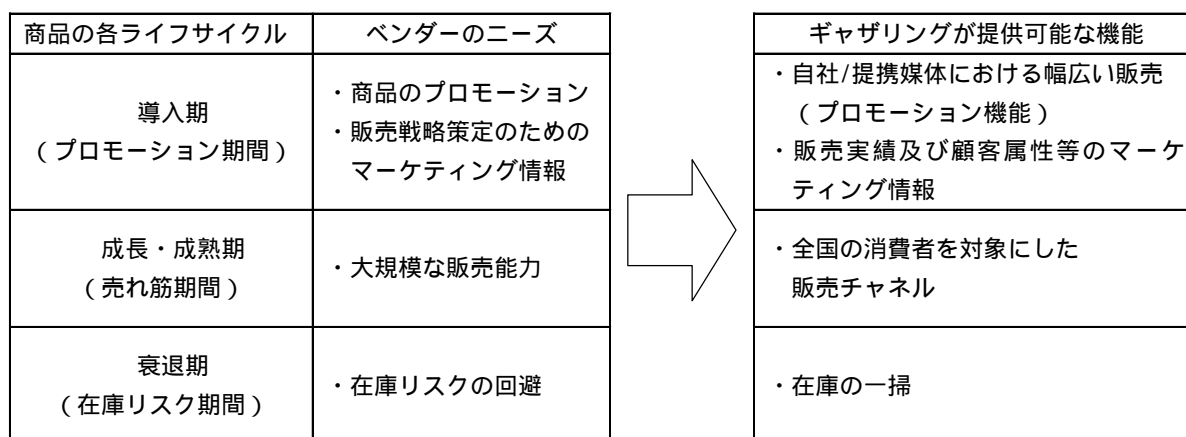 商品の各ライフサイクル
ベンダーのニーズ
ギャザリングが提供可能な機能
導入期
(プロモーション期間)
・商品のプロモーション
・販売戦略策定のための
マーケティング情報
・自社/提携媒体における幅広い販売
(プロモーション機能)
・販売実績及び顧客属性等のマーケ
ティング情報
成長・成熟期
(売れ筋期間)
・大規模な販売能力
・全国の消費者を対象にした
販売チャネル
衰退期
(在庫リスク期間)
・在庫リスクの回避
・在庫の一掃